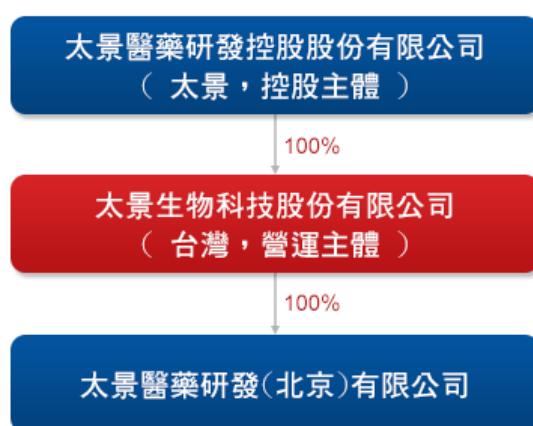 太景醫藥研發控股股份有限公司
（ 太景，控股主體 ）
100%
太景生物科技股份有限公司
（ 台灣，營運主體 ）
100%
太景醫藥研發(北京)有限公司